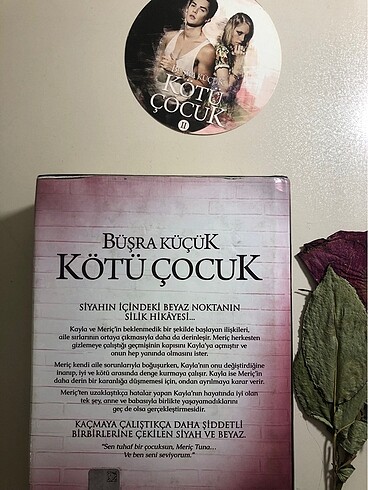 BÜŞRA KÜÇÜK
KÖTÜ
ÇOCUK
II
BÜŞRA KÜÇÜK
KÖTÜ ÇOCUK
SİYAHIN İÇİNDEKİ BEYAZ NOKTANIN
SİLİK HİKÂYESİ...
Kayla ve Meriç'in beklenmedik bir şekilde başlayan ilişkileri,
aile sırlarının ortaya çıkmasıyla daha da derinleşir. Meriç herkesten
gizlemeye çalıştığı geçmişinin kapısını Kayla'ya açmıştır ve
onun hep yanında olmasını ister.
Meriç kendi aile sorunlarıyla boğuşurken, Kayla'nın onu değiştirdiğine
inanıp, iyi ve kötü arasında denge kurmaya çalışır. Kayla ise Meriç'in
daha derin bir karanlığa düşmemesi için, ondan ayrılmaya karar verir.
Meriç'ten uzaklaştıkça hatalar yapan Kayla'nın hayatında iyi olan
tek şey, anne ve babasıyla birlikte yaşayamadıklarını
geç de olsa gerçekleştirmesidir.
KAÇMAYA ÇALIŞTIKÇA DAHA ŞİDDETLİ
BİRBİRLERİNE ÇEKİLEN SİYAH VE BEYAZ.
"Sen tuhaf bir çocuksun, Meriç Tuna...
Ve ben seni seviyorum."